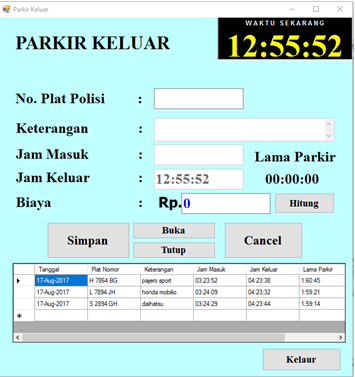 Parkir Keluar
WAKTU SEKARANG
PARKIR KELUAR
12:55:52
No. Plat Polisi :
Keterangan :
Jam Masuk : Lama Parkir
Jam Keluar : 12:55:52 00:00:00
Biaya : Rp. 0 Hitung
Simpan Buka Cancel
Tutup
Tanggal Plat Nomor Keterangan Jam Masuk Jam Keluar Lama Parkir
17-Aug-2017 H 7864 BG pajero sport 03:23:52 04:23:38 1:60:45
17-Aug-2017 L 7894 JH honda mobilio 03:24:09 04:23:32 1:59:21
17-Aug-2017 S 2894 GH daihatsu 03:24:29 04:23:44 1:59:14
Kelaur